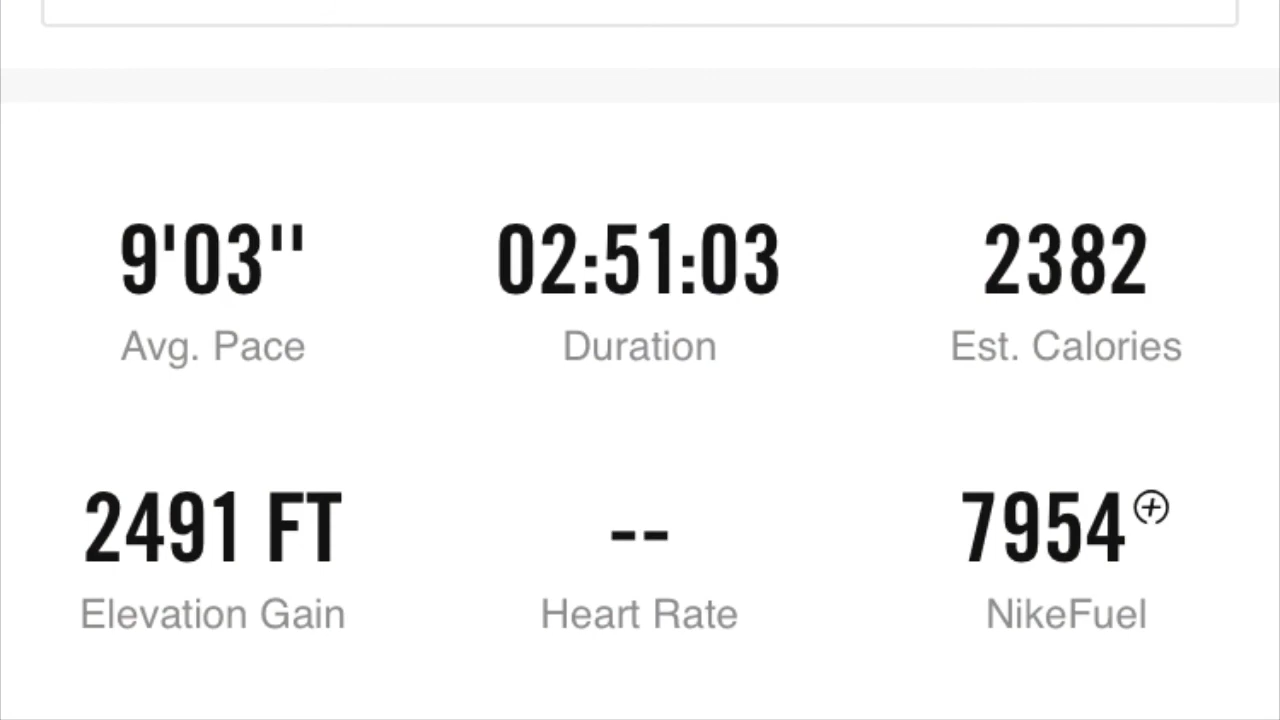 9'03'' 02:51:03 2382
Avg. Pace Duration Est. Calories
2491 FT -- 7954
Elevation Gain Heart Rate NikeFuel